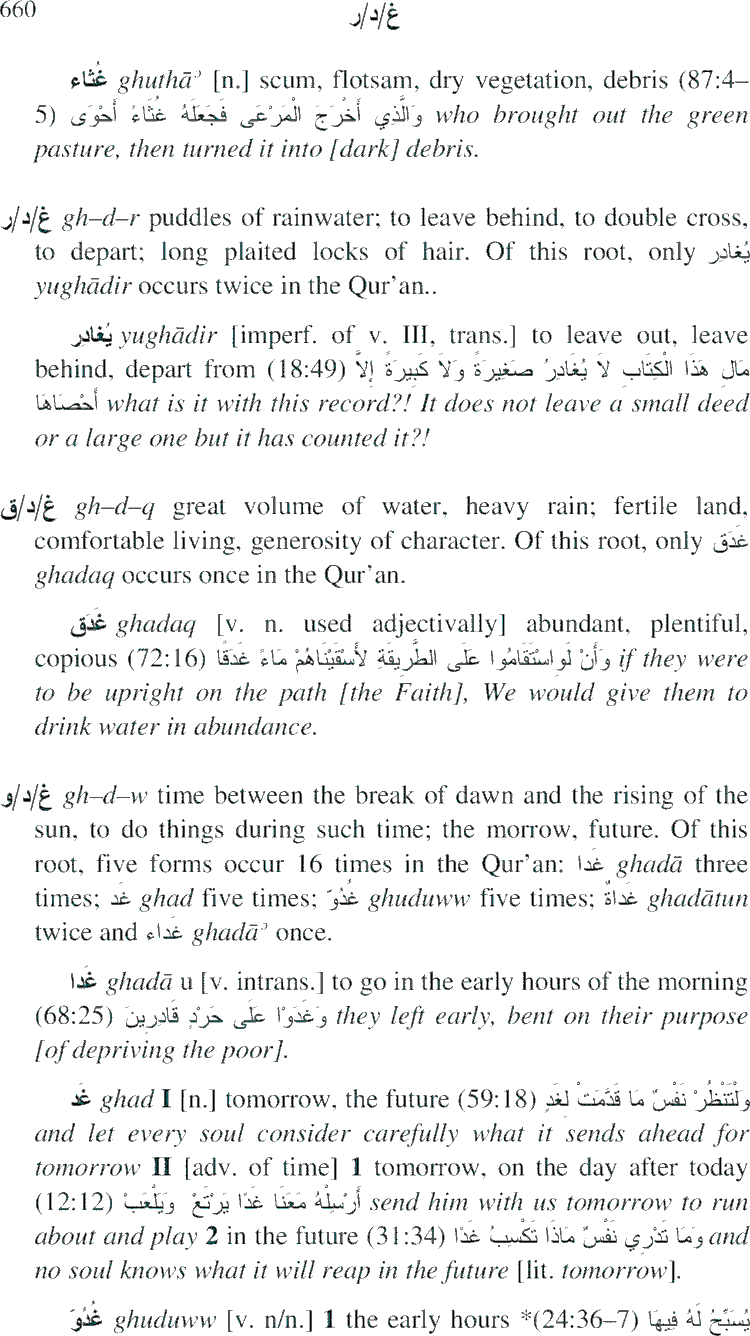 660 غ/د/ر
غُثَاء ghuthāʾ [n.] scum, flotsam, dry vegetation, debris (87:4–
5) وَالَّذِي أَخْرَجَ الْمَرْعَى فَجَعَلَهُ غُثَاءً أَحْوَى who brought out the green
pasture, then turned it into [dark] debris.
غ/د/ر gh–d–r puddles of rainwater; to leave behind, to double cross,
to depart; long plaited locks of hair. Of this root, only يُغادِر
yughādir occurs twice in the Qur’an..
يُغادِر yughādir [imperf. of v. III, trans.] to leave out, leave
behind, depart from (18:49) مَالِ هَذَا الْكِتَابِ لاَ يُغَادِرُ صَغِيرَةً وَلاَ كَبِيرَةً إِلاَّ
أَحْصَاهَا what is it with this record?! It does not leave a small deed
or a large one but it has counted it?!
غ/د/ق gh–d–q great volume of water, heavy rain; fertile land,
comfortable living, generosity of character. Of this root, only غَدَق
ghadaq occurs once in the Qur’an.
غَدَق ghadaq [v. n. used adjectivally] abundant, plentiful,
copious (72:16) وَأَنْ لَوِاسْتَقَامُوا عَلَى الطَّرِيقَةِ لأَسْقَيْنَاهُمْ مَاءً غَدَقًا if they were
to be upright on the path [the Faith], We would give them to
drink water in abundance.
غ/د/و gh–d–w time between the break of dawn and the rising of the
sun, to do things during such time; the morrow, future. Of this
root, five forms occur 16 times in the Qur’an: غَدا ghadā three
times; غَد ghad five times; غُدُوّ ghuduww five times; غَداةٌ ghadātun
twice and غَداء ghadāʾ once.
غَدا ghadā u [v. intrans.] to go in the early hours of the morning
(68:25) وَغَدَوْا عَلَى حَرْدٍ قَادِرِينَ they left early, bent on their purpose
[of depriving the poor].
غَد ghad I [n.] tomorrow, the future (59:18) وَلْتَنْظُرْ نَفْسٌ مَا قَدَّمَتْ لِغَدٍ
and let every soul consider carefully what it sends ahead for
tomorrow II [adv. of time] 1 tomorrow, on the day after today
(12:12) أَرْسِلْهُ مَعَنَا غَدًا يَرْتَعْ وَيَلْعَبْ send him with us tomorrow to run
about and play 2 in the future (31:34) وَمَا تَدْرِي نَفْسٌ مَاذَا تَكْسِبُ غَدًا and
no soul knows what it will reap in the future [lit. tomorrow].
غُدُوّ ghuduww [v. n/n.] 1 the early hours *(24:36–7) يُسَبِّحُ لَهُ فِيهَا